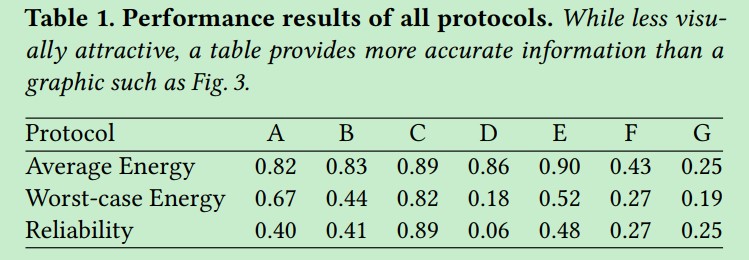 Table 1. Performance results of all protocols. While less visu-
ally attractive, a table provides more accurate information than a
graphic such as Fig. 3.
Protocol A B C D E F G
Average Energy 0.82 0.83 0.89 0.86 0.90 0.43 0.25
Worst-case Energy 0.67 0.44 0.82 0.18 0.52 0.27 0.19
Reliability 0.40 0.41 0.89 0.06 0.48 0.27 0.25